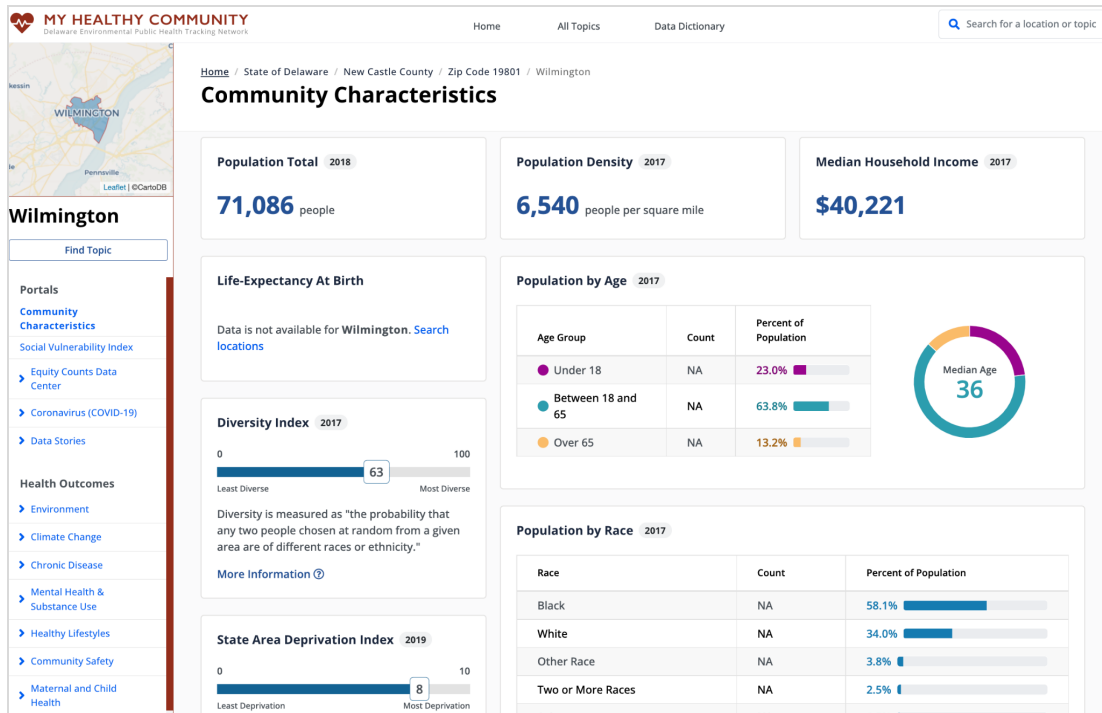 MY HEALTHY COMMUNITY
Delaware Environmental Public Health Tracking Network
Home
All Topics
Data Dictionary
Search for a location or topic
WILMINGTON
Pennsville
Leaflet | ©CartoDB
Wilmington
Find Topic
Portals
Community
Characteristics
Social Vulnerability Index
Equity Counts Data
Center
Coronavirus (COVID-19)
Data Stories
Health Outcomes
Environment
Climate Change
Chronic Disease
Mental Health &
Substance Use
Healthy Lifestyles
Community Safety
Maternal and Child
Health
Home / State of Delaware / New Castle County / Zip Code 19801 / Wilmington
Community Characteristics
Population Total 2018
71,086 people
Population Density 2017
6,540 people per square mile
Median Household Income 2017
$40,221
Life-Expectancy At Birth
Data is not available for Wilmington. Search
locations
Diversity Index 2017
0 100
63
Least Diverse Most Diverse
Diversity is measured as "the probability that
any two people chosen at random from a given
area are of different races or ethnicity."
More Information ?
State Area Deprivation Index 2019
0 10
8
Least Deprivation Most Deprivation
Population by Age 2017
Age Group Count Percent of
Population
Under 18 NA 23.0%
Between 18 and
65 NA 63.8%
Over 65 NA 13.2%
Median Age
36
Population by Race 2017
Race Count Percent of Population
Black NA 58.1%
White NA 34.0%
Other Race NA 3.8%
Two or More Races NA 2.5%